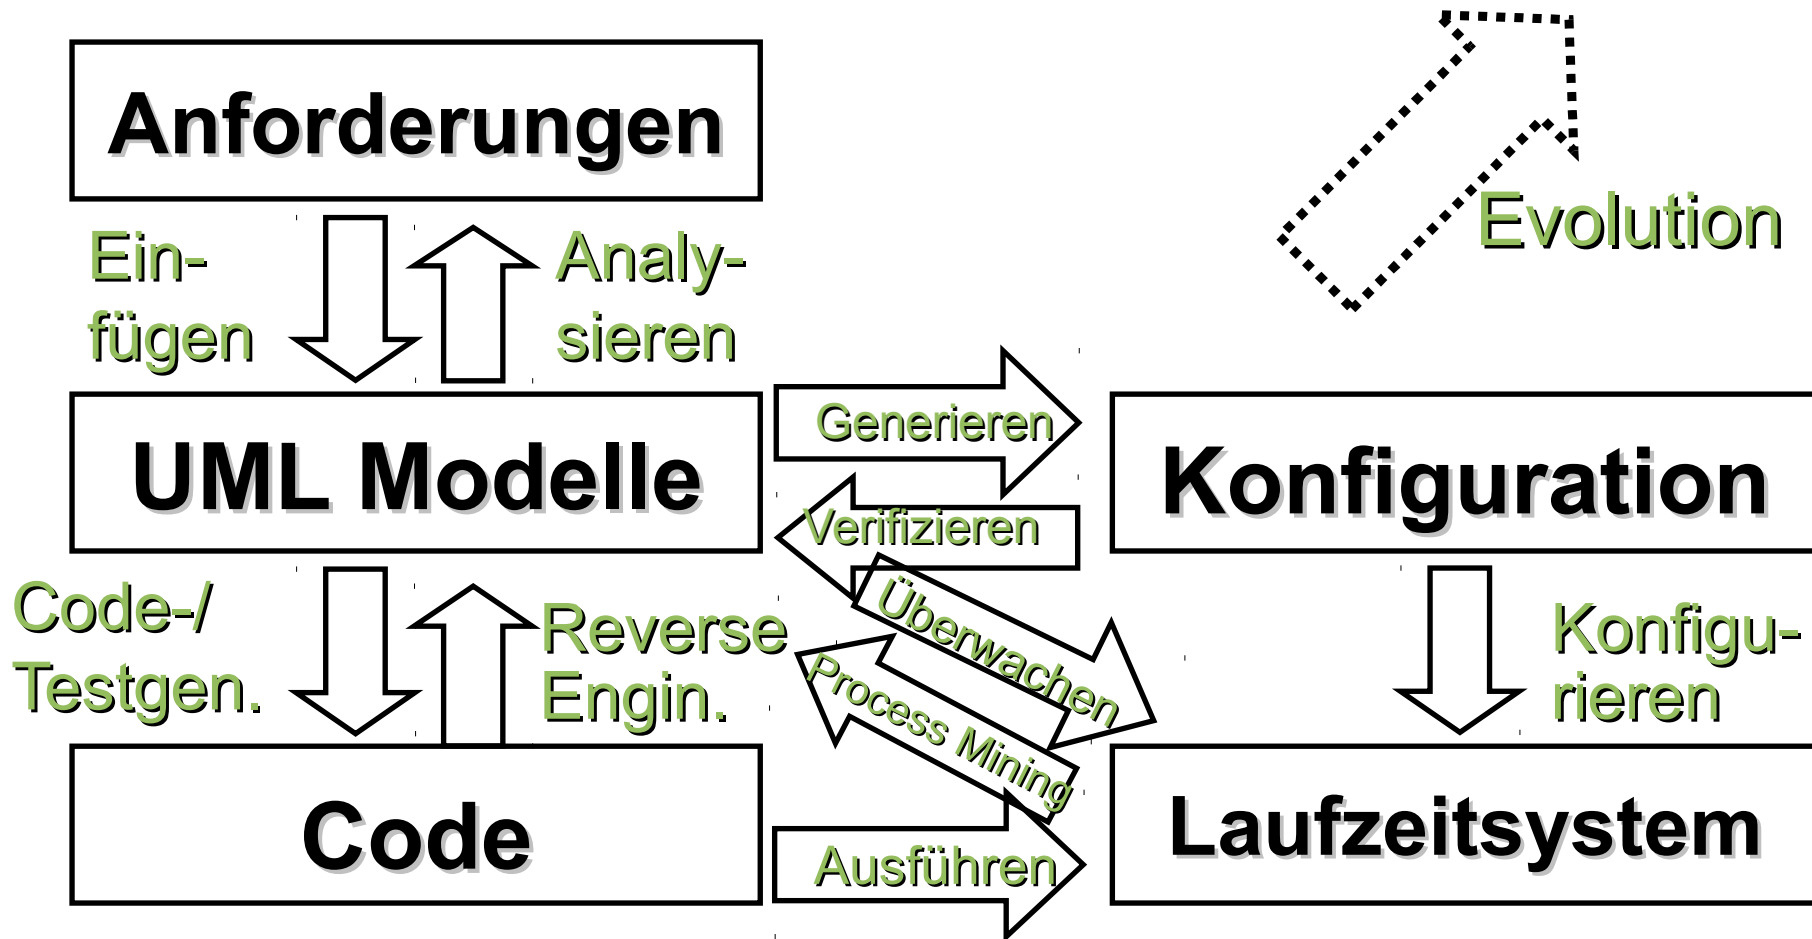 Anforderungen
Evolution
Ein-
fügen
Analy-
sieren
Generieren
UML Modelle
Konfiguration
Verifizieren
Überwachen
Code-/
Testgen.
Reverse
Engin.
Konfigu-
rieren
Process Mining
Code
Laufzeitsystem
Ausführen